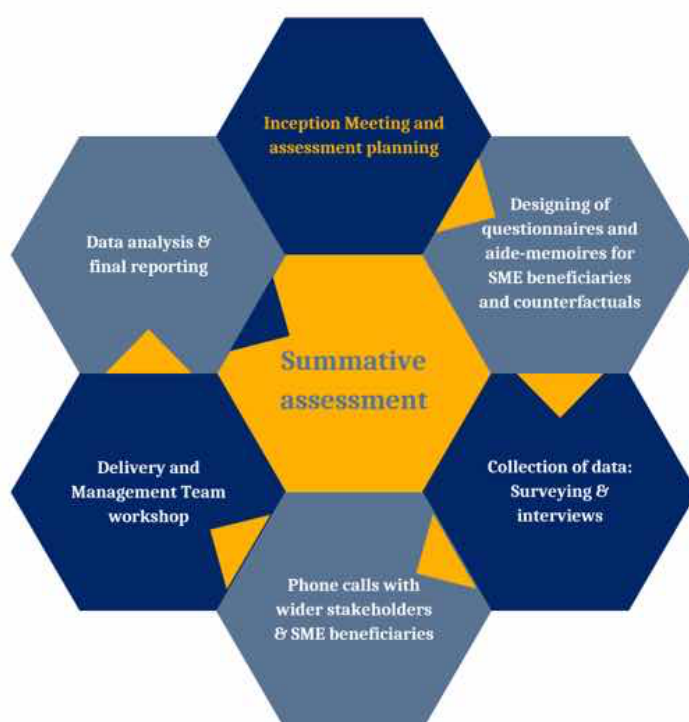 Inception Meeting and
assessment planning
Designing of
questionnaires and
aide-memoires for
SME beneficiaries
and counterfactuals
Collection of data:
Surveying &
interviews
Phone calls with
wider stakeholders
& SME beneficiaries
Delivery and
Management Team
workshop
Data analysis &
final reporting
Summative
assessment